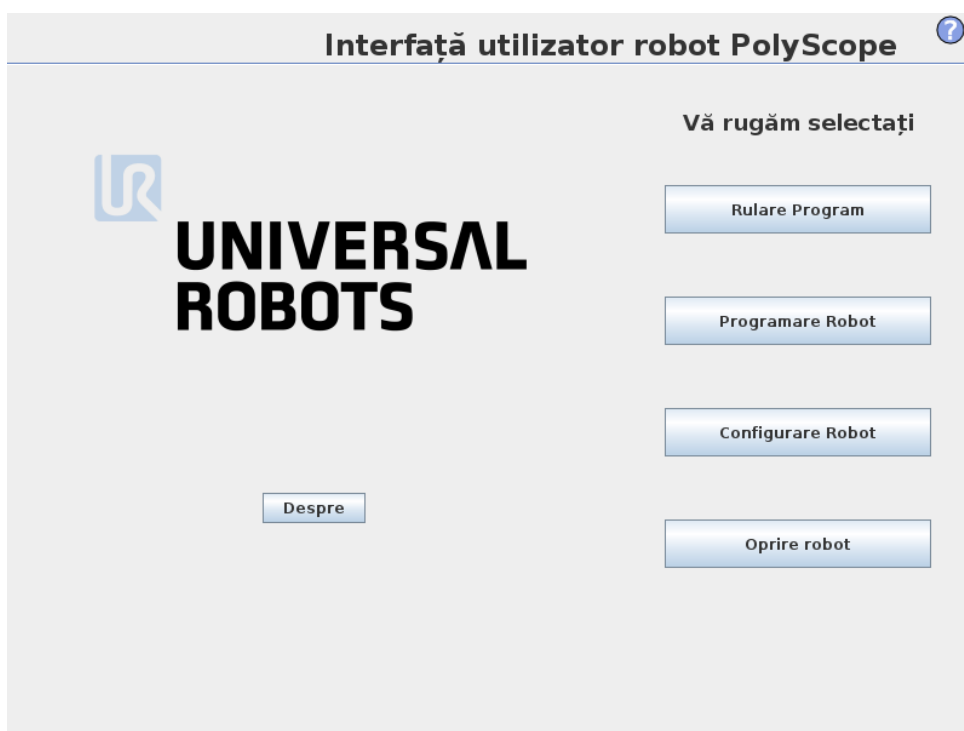 Interfață utilizator robot PolyScope
?
Vă rugăm selectați
UR
UNIVERSAL
ROBOTS
Rulare Program
Programare Robot
Configurare Robot
Despre
Oprire robot